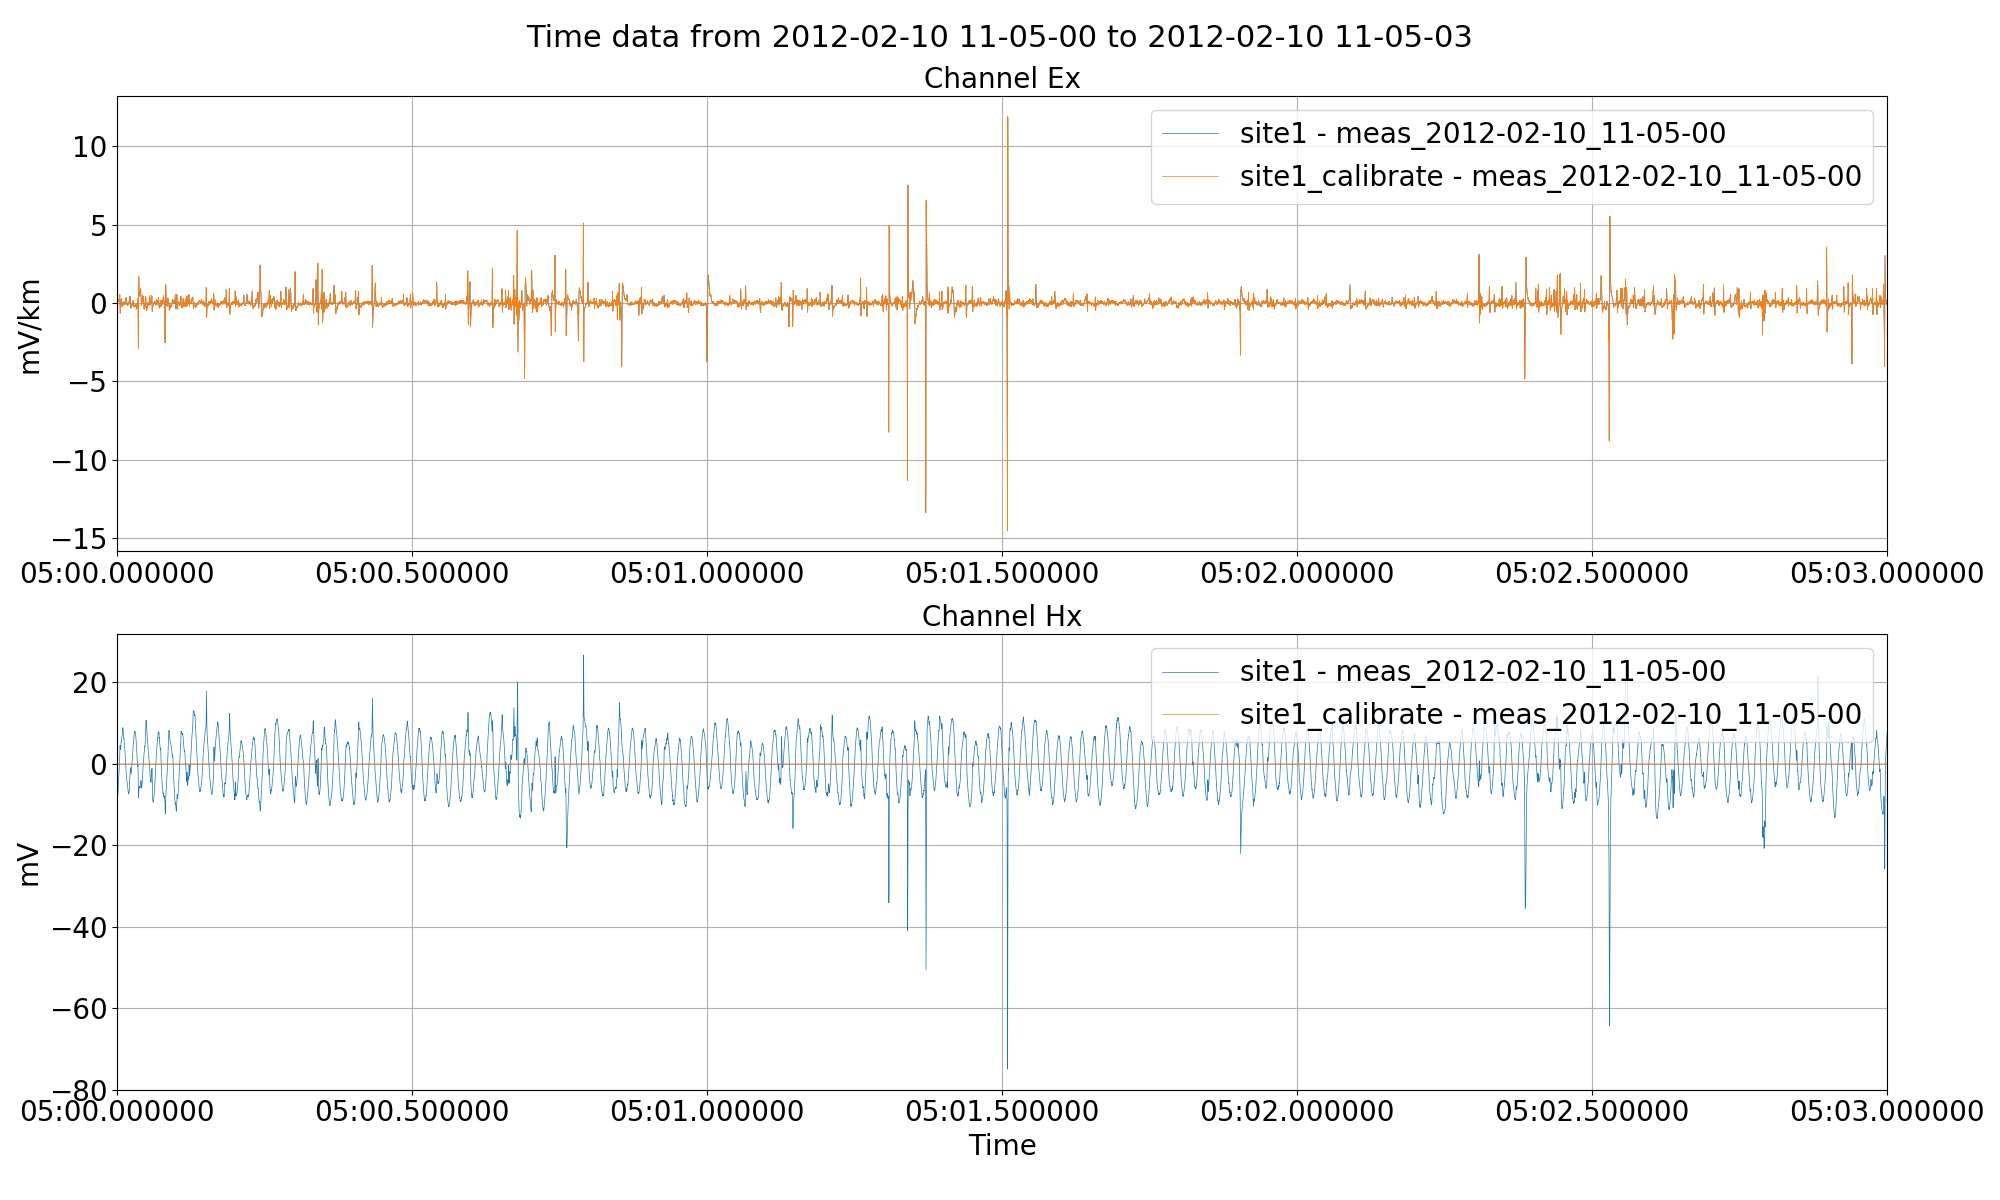 Time data from 2012-02-10 11-05-00 to 2012-02-10 11-05-03
Channel Ex
site1 - meas_2012-02-10_11-05-00
site1_calibrate - meas_2012-02-10_11-05-00
10
5
0
−5
−10
−15
mV/km
05:00.000000 05:00.500000 05:01.000000 05:01.500000 05:02.000000 05:02.500000 05:03.000000
Channel Hx
site1 - meas_2012-02-10_11-05-00
site1_calibrate - meas_2012-02-10_11-05-00
20
0
−20
−40
−60
−80
mV
05:00.000000 05:00.500000 05:01.000000 05:01.500000 05:02.000000 05:02.500000 05:03.000000
Time